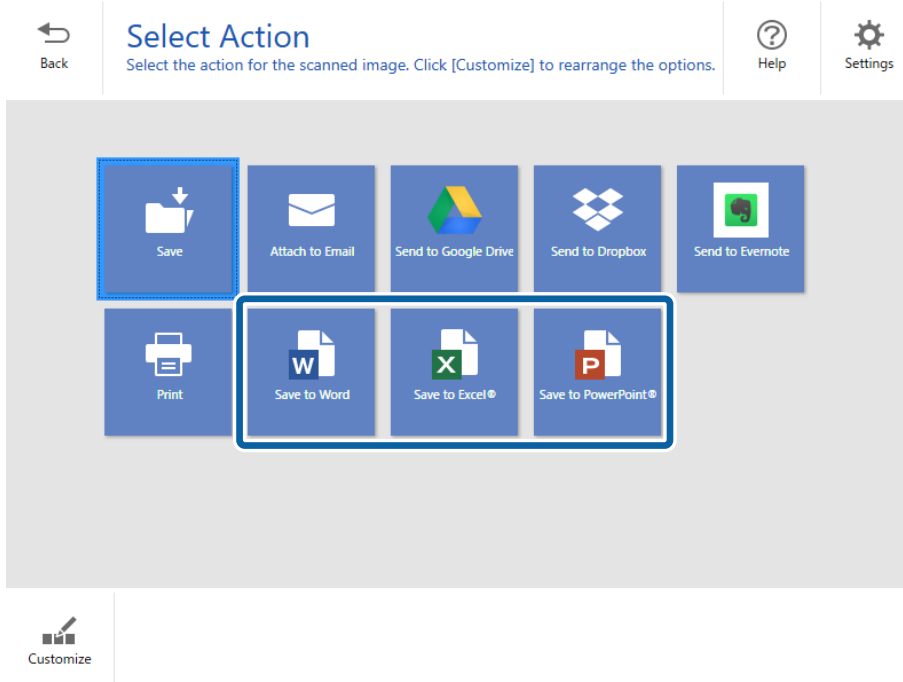 Back
Select Action
Select the action for the scanned image. Click [Customize] to rearrange the options.
Help
Settings
Save
Attach to Email
Send to Google Drive
Send to Dropbox
Send to Evernote
Print
W
Save to Word
X
Save to Excel®
P
Save to PowerPoint®
Customize